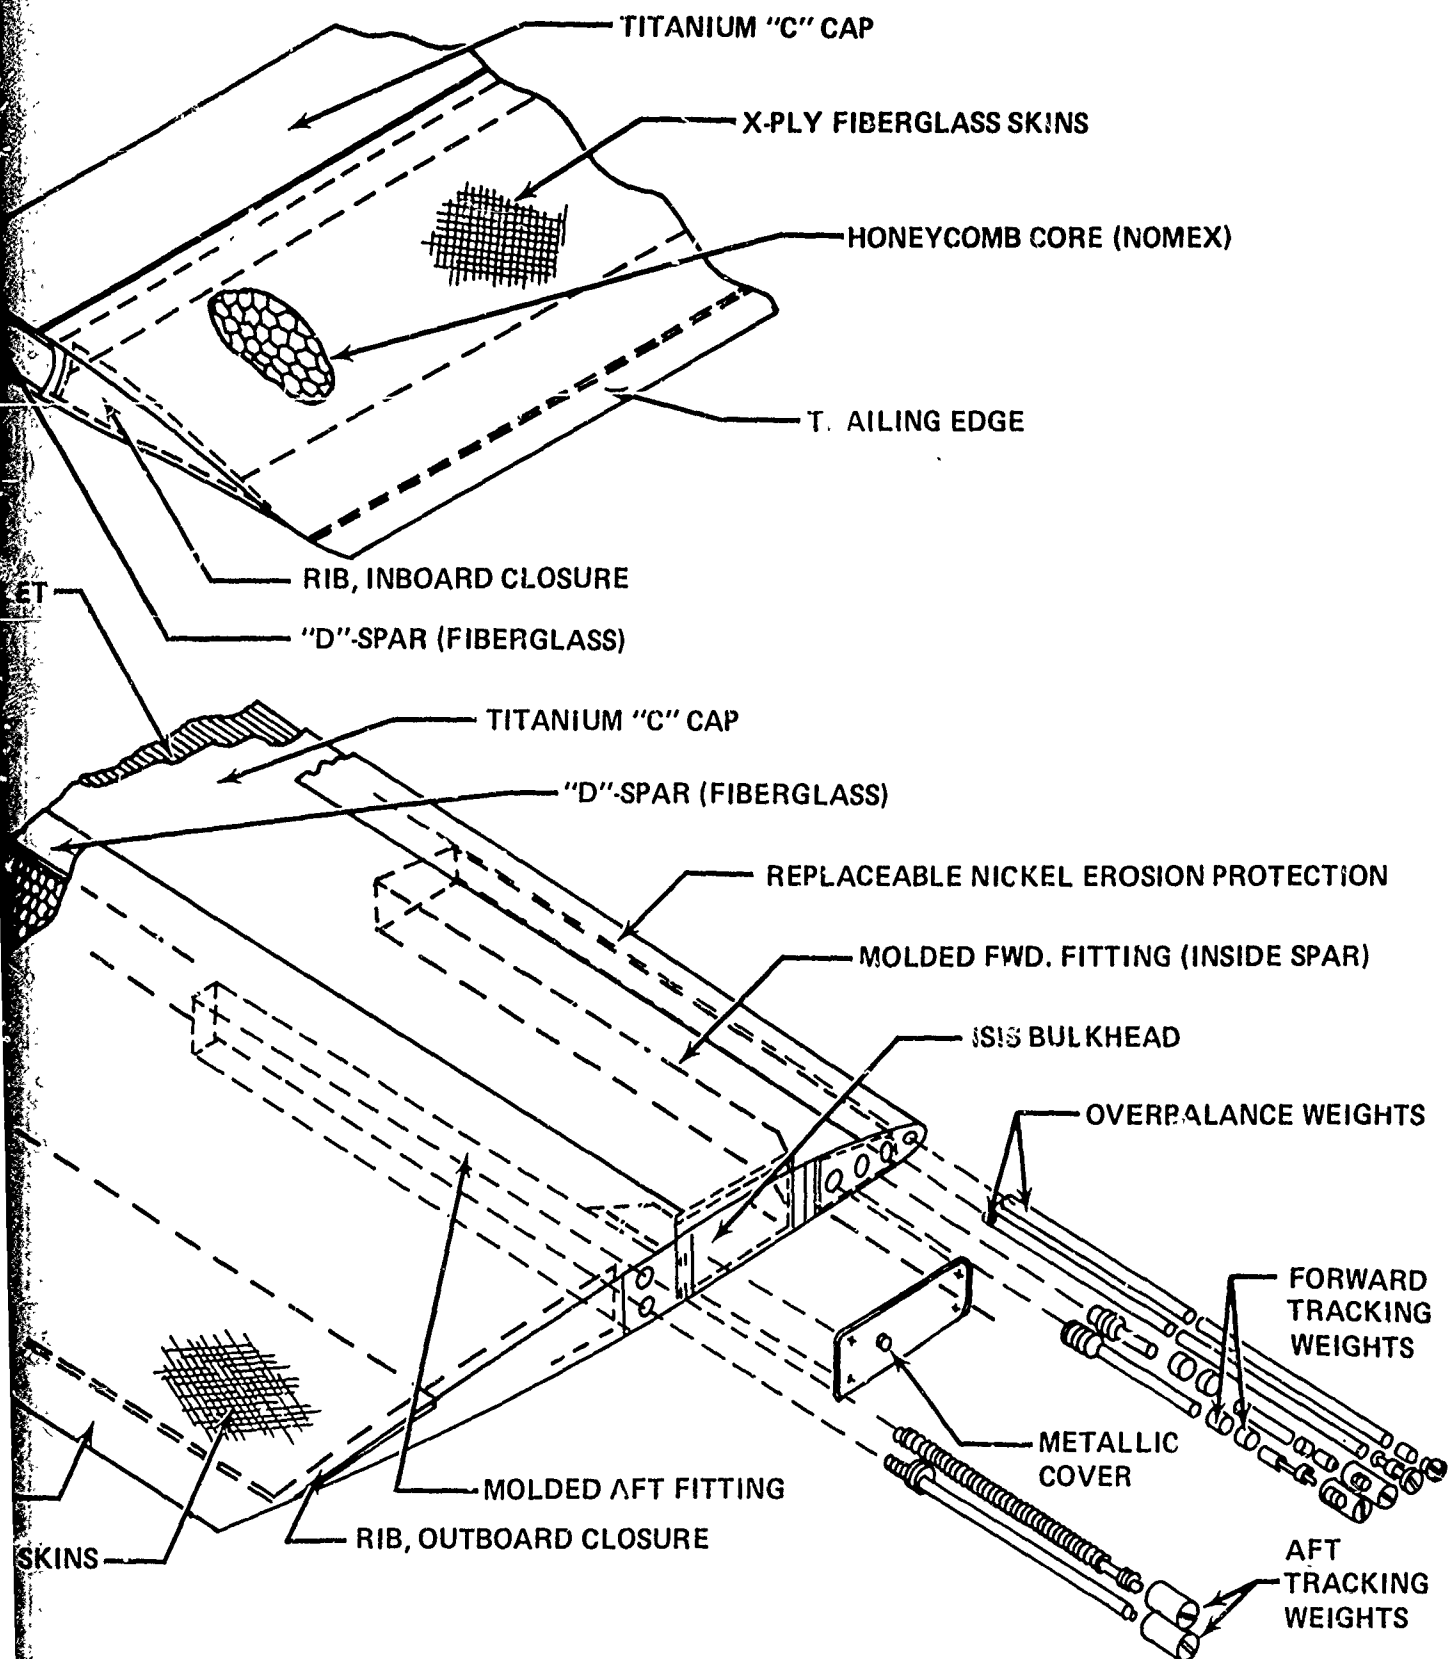 TITANIUM "C" CAP
X-PLY FIBERGLASS SKINS
HONEYCOMB CORE (NOMEX)
T. AILING EDGE
RIB, INBOARD CLOSURE
ET
"D"-SPAR (FIBERGLASS)
TITANIUM "C" CAP
"D"-SPAR (FIBERGLASS)
REPLACEABLE NICKEL EROSION PROTECTION
MOLDED FWD. FITTING (INSIDE SPAR)
ISIS BULKHEAD
OVERBALANCE WEIGHTS
FORWARD
TRACKING
WEIGHTS
METALLIC
COVER
MOLDED AFT FITTING
RIB, OUTBOARD CLOSURE
SKINS
AFT
TRACKING
WEIGHTS